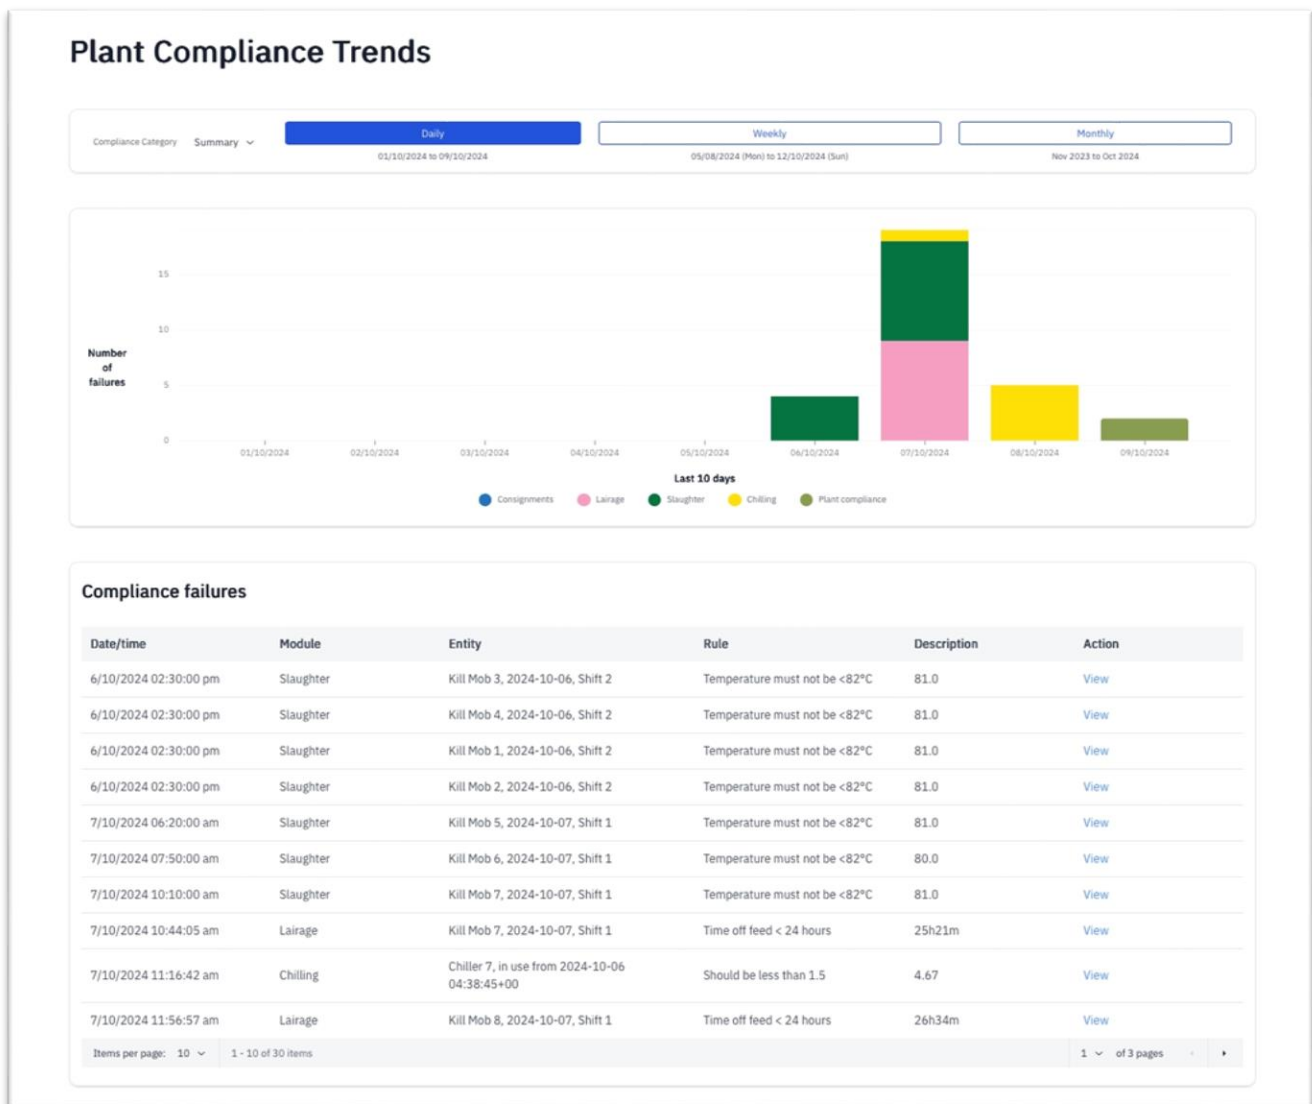 Plant Compliance Trends
Compliance Category Summary Daily Weekly Monthly
01/10/2024 to 09/10/2024 05/08/2024 (Mon) to 12/10/2024 (Sun) Nov 2023 to Oct 2024
15
10
Number
of
failures
5
0
01/10/2024 02/10/2024 03/10/2024 04/10/2024 05/10/2024 06/10/2024 07/10/2024 08/10/2024 09/10/2024
Last 10 days
Consignments Lairage Slaughter Chilling Plant compliance
Compliance failures
Date/time Module Entity Rule Description Action
6/10/2024 02:30:00 pm Slaughter Kill Mob 3, 2024-10-06, Shift 2 Temperature must not be <82°C 81.0 View
6/10/2024 02:30:00 pm Slaughter Kill Mob 4, 2024-10-06, Shift 2 Temperature must not be <82°C 81.0 View
6/10/2024 02:30:00 pm Slaughter Kill Mob 1, 2024-10-06, Shift 2 Temperature must not be <82°C 81.0 View
6/10/2024 02:30:00 pm Slaughter Kill Mob 2, 2024-10-06, Shift 2 Temperature must not be <82°C 81.0 View
7/10/2024 06:20:00 am Slaughter Kill Mob 5, 2024-10-07, Shift 1 Temperature must not be <82°C 81.0 View
7/10/2024 07:50:00 am Slaughter Kill Mob 6, 2024-10-07, Shift 1 Temperature must not be <82°C 80.0 View
7/10/2024 10:10:00 am Slaughter Kill Mob 7, 2024-10-07, Shift 1 Temperature must not be <82°C 81.0 View
7/10/2024 10:44:05 am Lairage Kill Mob 7, 2024-10-07, Shift 1 Time off feed < 24 hours 25h21m View
7/10/2024 11:16:42 am Chilling Chiller 7, in use from 2024-10-06 Should be less than 1.5 4.67 View
04:38:45+00
7/10/2024 11:56:57 am Lairage Kill Mob 8, 2024-10-07, Shift 1 Time off feed < 24 hours 26h34m View
Items per page: 10 1 - 10 of 30 items 1 of 3 pages